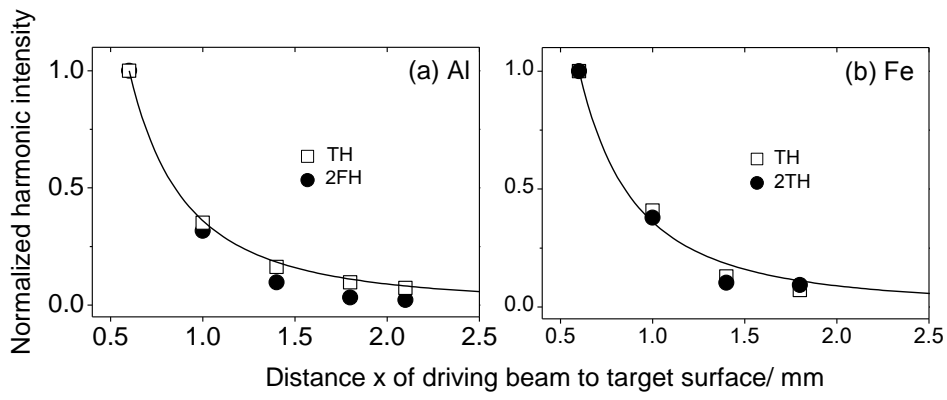 Normalized harmonic intensity
(a) Al
1.0
0.5
0.0
TH
2FH
0.5 1.0 1.5 2.0 2.5
(b) Fe
1.0
0.5
0.0
TH
2TH
0.5 1.0 1.5 2.0 2.5
Distance x of driving beam to target surface/ mm